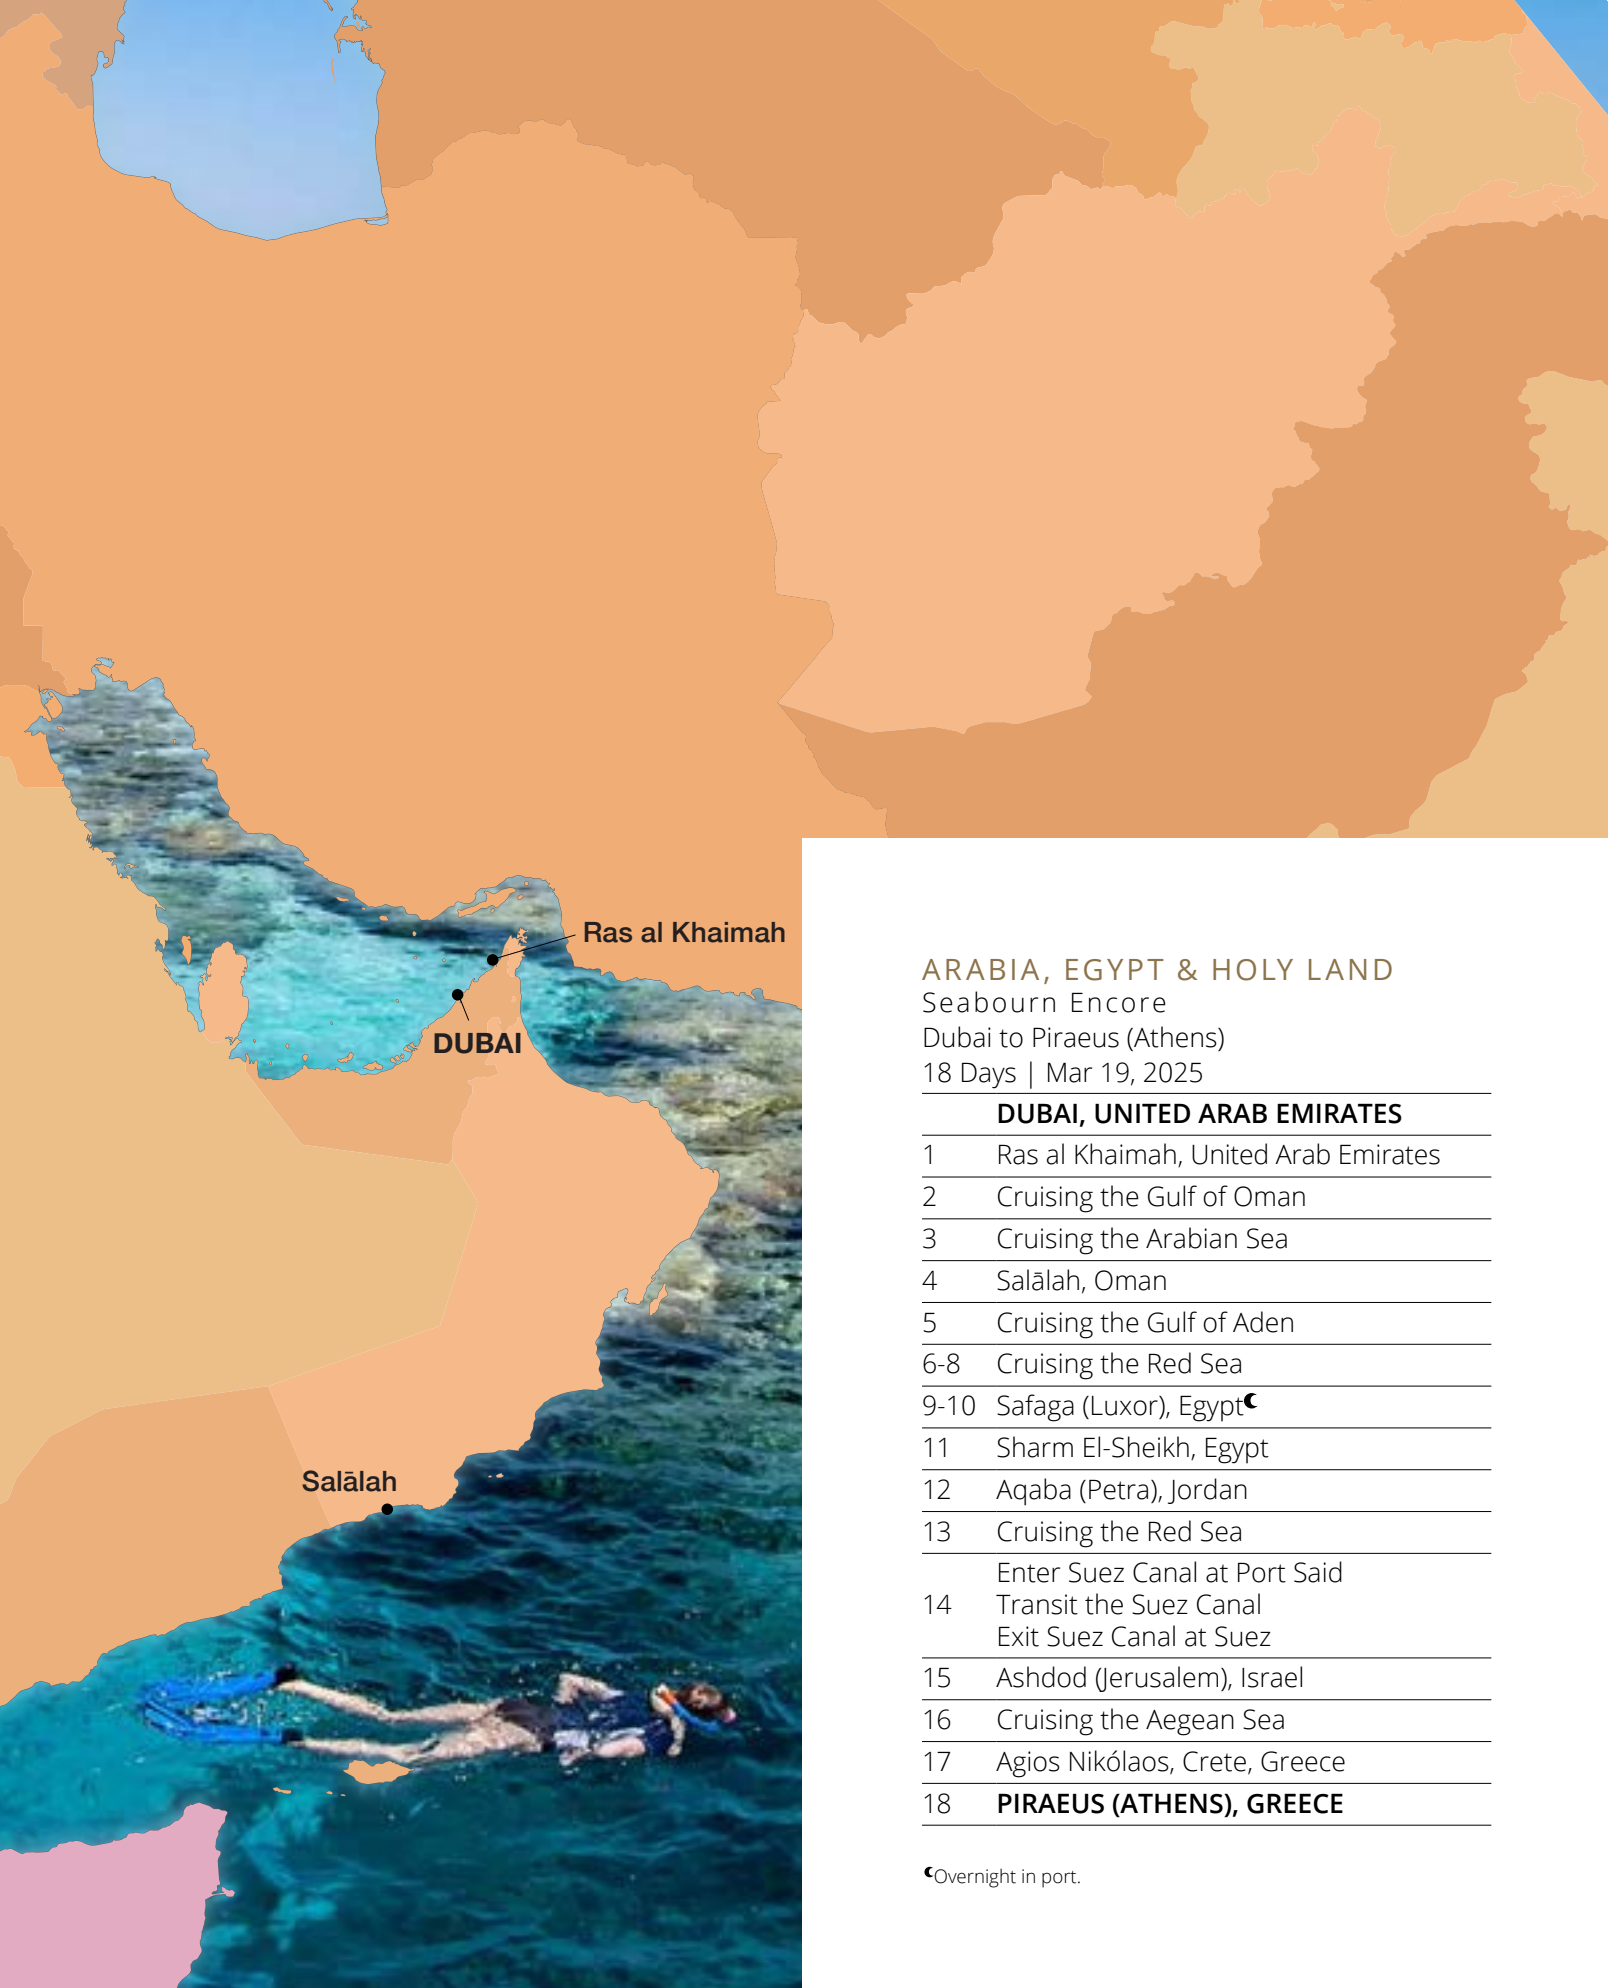 Ras al Khaimah
DUBAI
Salālah
ARABIA, EGYPT & HOLY LAND
Seabourn Encore
Dubai to Piraeus (Athens)
18 Days | Mar 19, 2025
DUBAI, UNITED ARAB EMIRATES
1 Ras al Khaimah, United Arab Emirates
2 Cruising the Gulf of Oman
3 Cruising the Arabian Sea
4 Salālah, Oman
5 Cruising the Gulf of Aden
6-8 Cruising the Red Sea
9-10 Safaga (Luxor), Egypt☾
11 Sharm El-Sheikh, Egypt
12 Aqaba (Petra), Jordan
13 Cruising the Red Sea
Enter Suez Canal at Port Said
14 Transit the Suez Canal
Exit Suez Canal at Suez
15 Ashdod (Jerusalem), Israel
16 Cruising the Aegean Sea
17 Agios Nikólaos, Crete, Greece
18 PIRAEUS (ATHENS), GREECE
☾Overnight in port.